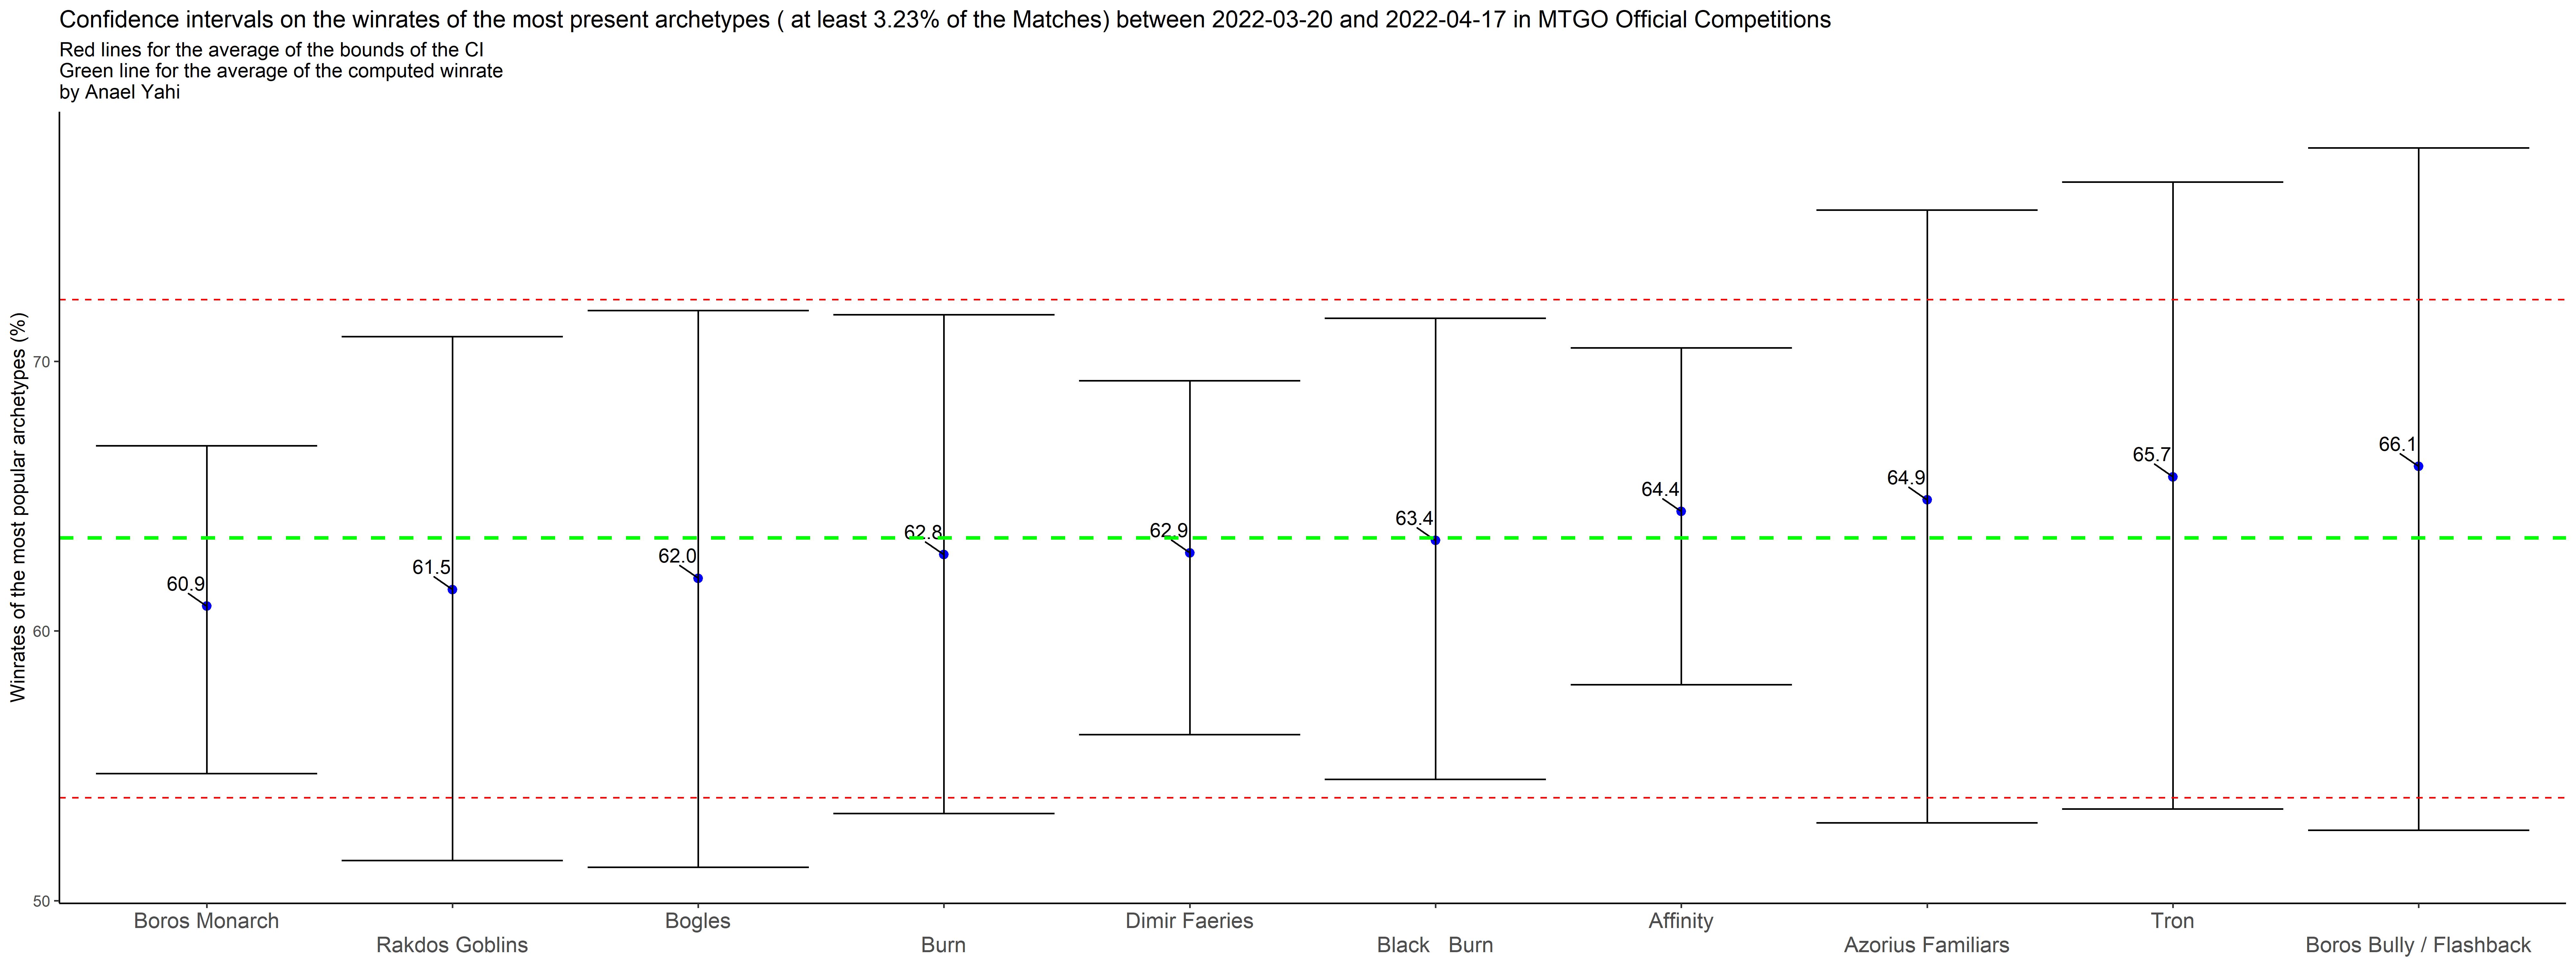 Confidence intervals on the winrates of the most present archetypes ( at least 3.23% of the Matches) between 2022-03-20 and 2022-04-17 in MTGO Official Competitions
Red lines for the average of the bounds of the CI
Green line for the average of the computed winrate
by Anael Yahi
Winrates of the most popular archetypes (%)
70
60
50
60.9
61.5
62.0
62.8
62.9
63.4
64.4
64.9
65.7
66.1
Boros Monarch
Rakdos Goblins
Bogles
Burn
Dimir Faeries
Black   Burn
Affinity
Azorius Familiars
Tron
Boros Bully / Flashback